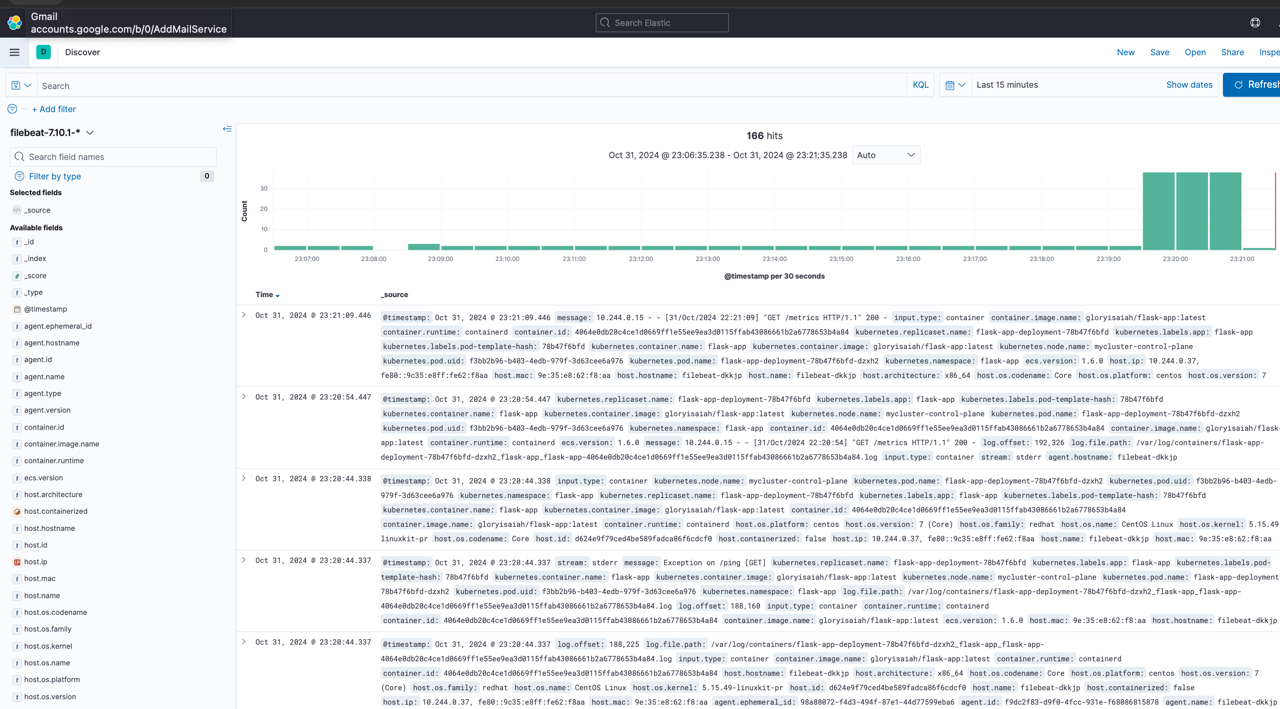 Gmail
accounts.google.com/b/0/AddMailService
Search Elastic
D Discover New Save Open Share Inspe
Search KQL Last 15 minutes Show dates Refresh
+ Add filter
filebeat-7.10.1-*
Search field names
Filter by type 0
Selected fields
_source
Available fields
t _id
t _index
# _score
t _type
@timestamp
t agent.ephemeral_id
t agent.hostname
t agent.id
t agent.name
t agent.type
t agent.version
t container.id
t container.image.name
t container.runtime
t ecs.version
t host.architecture
host.containerized
t host.hostname
t host.id
host.ip
t host.mac
t host.name
t host.os.codename
t host.os.family
t host.os.kernel
t host.os.name
t host.os.platform
t host.os.version
166 hits
Oct 31, 2024 @ 23:06:35.238 - Oct 31, 2024 @ 23:21:35.238 Auto
Count
30
20
10
0
23:07:00 23:08:00 23:09:00 23:10:00 23:11:00 23:12:00 23:13:00 23:14:00 23:15:00 23:16:00 23:17:00 23:18:00 23:19:00 23:20:00 23:21:00
@timestamp per 30 seconds
Time _source
Oct 31, 2024 @ 23:21:09.446 @timestamp: Oct 31, 2024 @ 23:21:09.446 message: 10.244.0.15 - - [31/Oct/2024 22:21:09] "GET /metrics HTTP/1.1" 200 - input.type: container container.image.name: gloryisaiah/flask-app:latest
container.runtime: containerd container.id: 4064e0db20c4ce1d0669ff1e55ee9ea3d0115ffab43086661b2a6778653b4a84 kubernetes.replicaset.name: flask-app-deployment-78b47f6bfd kubernetes.labels.app: flask-app
kubernetes.labels.pod-template-hash: 78b47f6bfd kubernetes.container.name: flask-app kubernetes.container.image: gloryisaiah/flask-app:latest kubernetes.node.name: mycluster-control-plane
kubernetes.pod.uid: f3bb2b96-b403-4edb-979f-3d63cee6a976 kubernetes.pod.name: flask-app-deployment-78b47f6bfd-dzxh2 kubernetes.namespace: flask-app ecs.version: 1.6.0 host.ip: 10.244.0.37,
fe80::9c35:e8ff:fe62:f8aa host.mac: 9e:35:e8:62:f8:aa host.hostname: filebeat-dkkjp host.name: filebeat-dkkjp host.architecture: x86_64 host.os.codename: Core host.os.platform: centos host.os.version: 7
Oct 31, 2024 @ 23:20:54.447 @timestamp: Oct 31, 2024 @ 23:20:54.447 kubernetes.replicaset.name: flask-app-deployment-78b47f6bfd kubernetes.labels.app: flask-app kubernetes.labels.pod-template-hash: 78b47f6bfd
kubernetes.container.name: flask-app kubernetes.container.image: gloryisaiah/flask-app:latest kubernetes.node.name: mycluster-control-plane kubernetes.pod.name: flask-app-deployment-78b47f6bfd-dzxh2
kubernetes.pod.uid: f3bb2b96-b403-4edb-979f-3d63cee6a976 kubernetes.namespace: flask-app container.id: 4064e0db20c4ce1d0669ff1e55ee9ea3d0115ffab43086661b2a6778653b4a84 container.image.name: gloryisaiah/flask-
app:latest container.runtime: containerd ecs.version: 1.6.0 message: 10.244.0.15 - - [31/Oct/2024 22:20:54] "GET /metrics HTTP/1.1" 200 - log.offset: 192,326 log.file.path: /var/log/containers/flask-app-
deployment-78b47f6bfd-dzxh2_flask-app_flask-app-4064e0db20c4ce1d0669ff1e55ee9ea3d0115ffab43086661b2a6778653b4a84.log input.type: container stream: stderr agent.hostname: filebeat-dkkjp
Oct 31, 2024 @ 23:20:44.338 @timestamp: Oct 31, 2024 @ 23:20:44.338 input.type: container kubernetes.node.name: mycluster-control-plane kubernetes.pod.name: flask-app-deployment-78b47f6bfd-dzxh2 kubernetes.pod.uid: f3bb2b96-b403-4edb-
979f-3d63cee6a976 kubernetes.namespace: flask-app kubernetes.replicaset.name: flask-app-deployment-78b47f6bfd kubernetes.labels.app: flask-app kubernetes.labels.pod-template-hash: 78b47f6bfd
kubernetes.container.name: flask-app kubernetes.container.image: gloryisaiah/flask-app:latest container.id: 4064e0db20c4ce1d0669ff1e55ee9ea3d0115ffab43086661b2a6778653b4a84
container.image.name: gloryisaiah/flask-app:latest container.runtime: containerd host.os.platform: centos host.os.version: 7 (Core) host.os.family: redhat host.os.name: CentOS Linux host.os.kernel: 5.15.49-
linuxkit-pr host.os.codename: Core host.id: d624e9f79ced4be589fadca86f6cdcf0 host.containerized: false host.ip: 10.244.0.37, fe80::9c35:e8ff:fe62:f8aa host.name: filebeat-dkkjp host.mac: 9e:35:e8:62:f8:aa
Oct 31, 2024 @ 23:20:44.337 @timestamp: Oct 31, 2024 @ 23:20:44.337 stream: stderr message: Exception on /ping [GET] kubernetes.replicaset.name: flask-app-deployment-78b47f6bfd kubernetes.labels.app: flask-app kubernetes.labels.pod-
template-hash: 78b47f6bfd kubernetes.container.name: flask-app kubernetes.container.image: gloryisaiah/flask-app:latest kubernetes.node.name: mycluster-control-plane kubernetes.pod.name: flask-app-deployment-
78b47f6bfd-dzxh2 kubernetes.pod.uid: f3bb2b96-b403-4edb-979f-3d63cee6a976 kubernetes.namespace: flask-app log.file.path: /var/log/containers/flask-app-deployment-78b47f6bfd-dzxh2_flask-app_flask-app-
4064e0db20c4ce1d0669ff1e55ee9ea3d0115ffab43086661b2a6778653b4a84.log log.offset: 188,160 input.type: container container.runtime: containerd
container.id: 4064e0db20c4ce1d0669ff1e55ee9ea3d0115ffab43086661b2a6778653b4a84 container.image.name: gloryisaiah/flask-app:latest ecs.version: 1.6.0 host.mac: 9e:35:e8:62:f8:aa host.hostname: filebeat-dkkjp
Oct 31, 2024 @ 23:20:44.337 @timestamp: Oct 31, 2024 @ 23:20:44.337 log.offset: 188,225 log.file.path: /var/log/containers/flask-app-deployment-78b47f6bfd-dzxh2_flask-app_flask-app-
4064e0db20c4ce1d0669ff1e55ee9ea3d0115ffab43086661b2a6778653b4a84.log input.type: container container.image.name: gloryisaiah/flask-app:latest container.runtime: containerd
container.id: 4064e0db20c4ce1d0669ff1e55ee9ea3d0115ffab43086661b2a6778653b4a84 host.hostname: filebeat-dkkjp host.architecture: x86_64 host.os.codename: Core host.os.platform: centos host.os.version: 7
(Core) host.os.family: redhat host.os.name: CentOS Linux host.os.kernel: 5.15.49-linuxkit-pr host.id: d624e9f79ced4be589fadca86f6cdcf0 host.name: filebeat-dkkjp host.containerized: false
host.ip: 10.244.0.37, fe80::9c35:e8ff:fe62:f8aa host.mac: 9e:35:e8:62:f8:aa agent.ephemeral_id: 98a88072-f4d3-494f-87e1-44d77599eba6 agent.id: f9dc2f83-d9f0-4fcc-931e-f68086815878 agent.name: filebeat-dkkjp